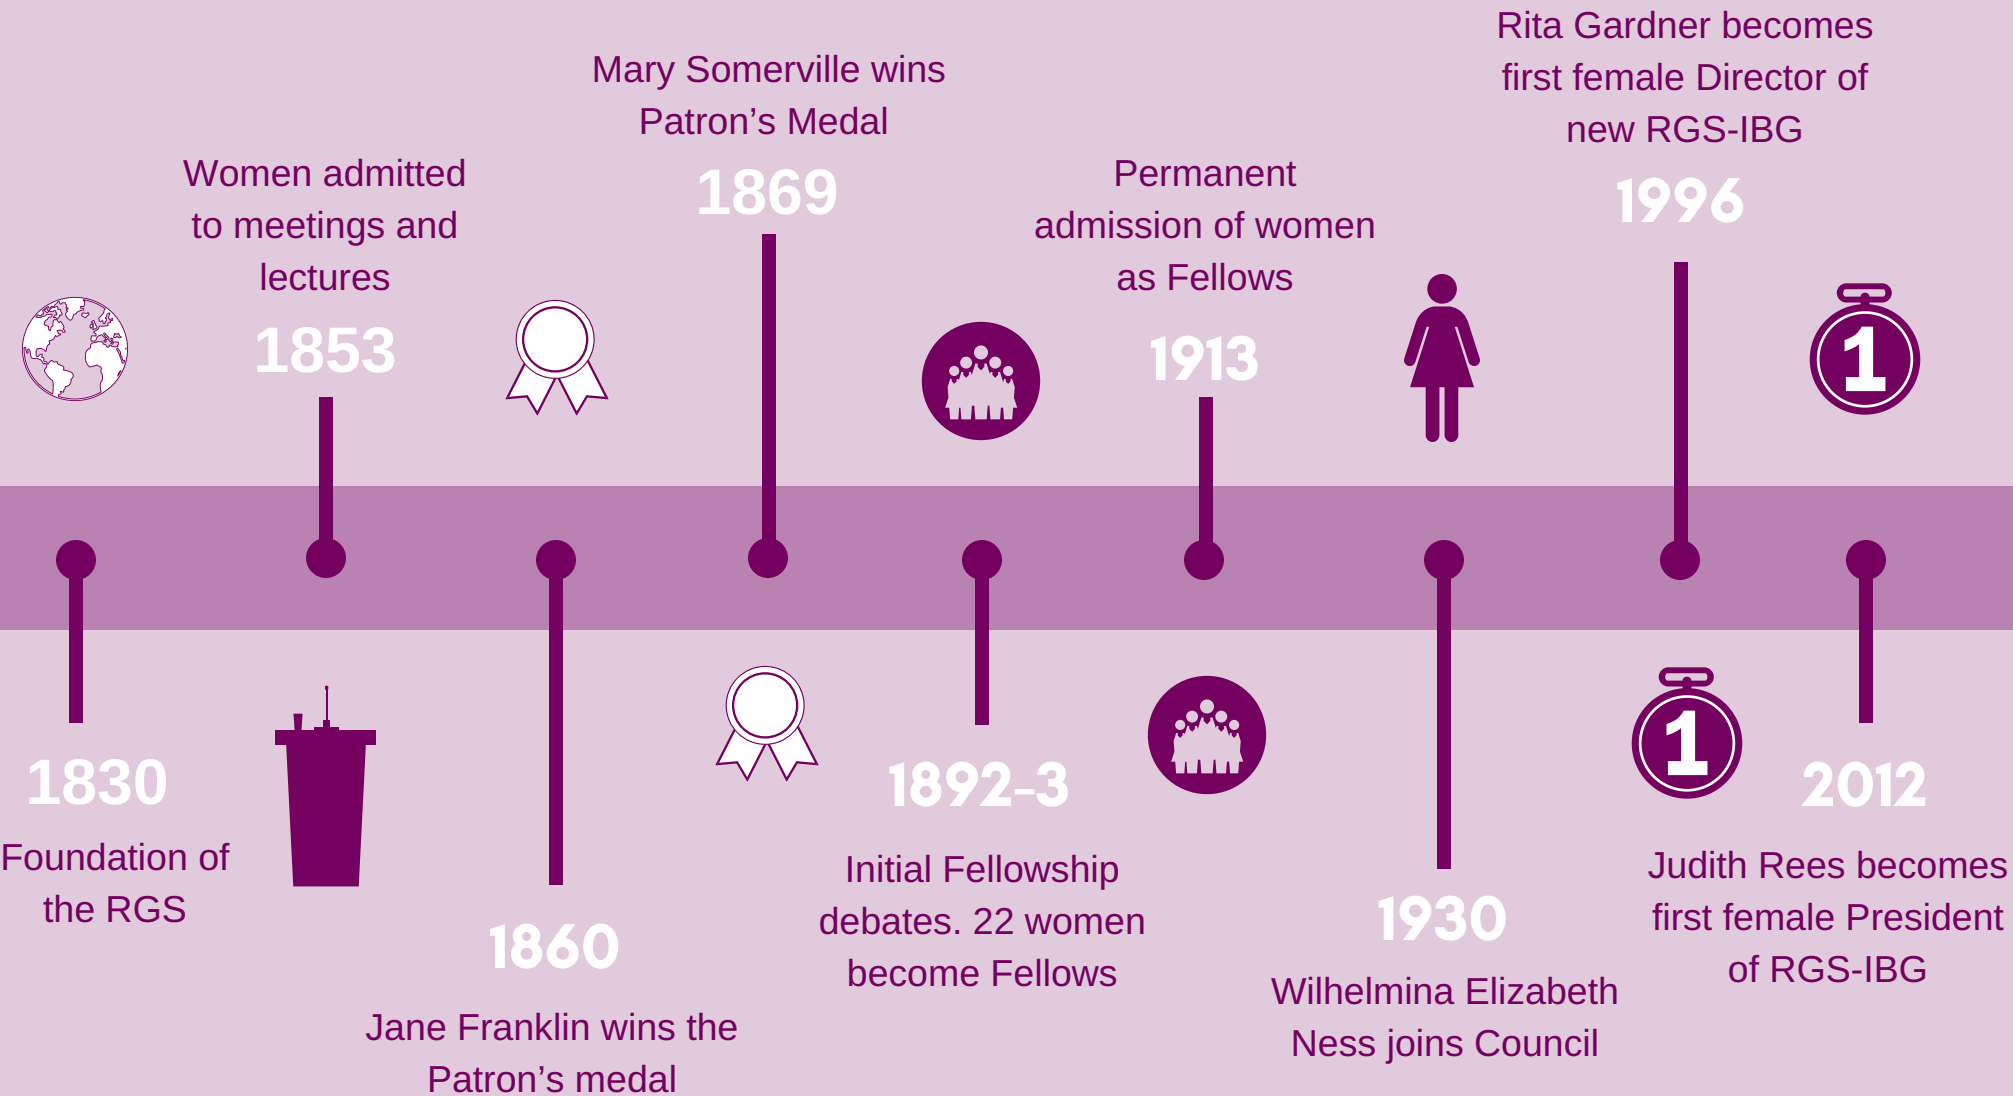 Foundation of
the RGS
1830
Women admitted
to meetings and
lectures
1853
1860
Jane Franklin wins the
Patron’s medal
Mary Somerville wins
Patron’s Medal
1869
1892-3
Initial Fellowship
debates. 22 women
become Fellows
Permanent
admission of women
as Fellows
1913
1930
Wilhelmina Elizabeth
Ness joins Council
Rita Gardner becomes
first female Director of
new RGS-IBG
1996
1
1
2012
Judith Rees becomes
first female President
of RGS-IBG